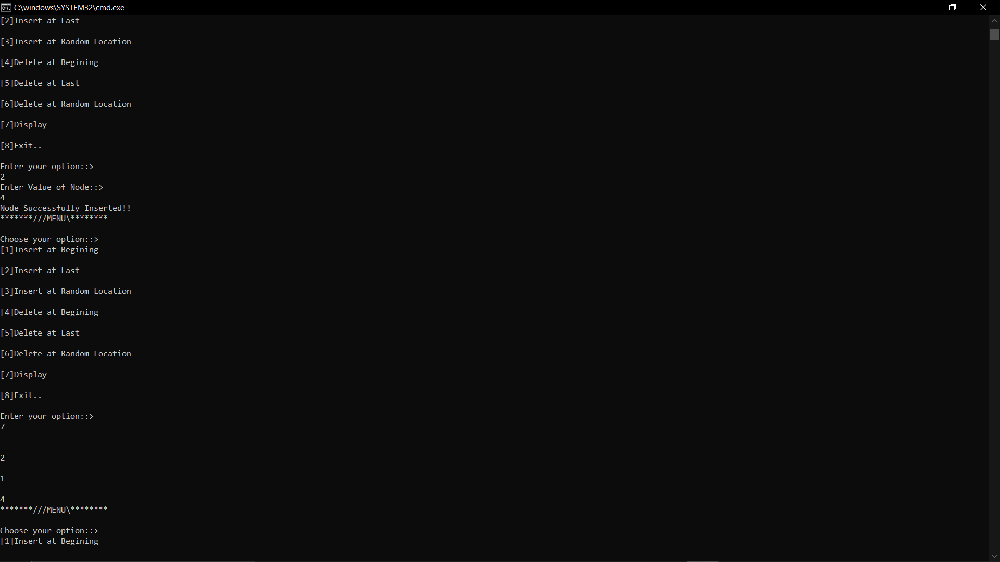 C:\windows\SYSTEM32\cmd.exe
[2]Insert at Last
[3]Insert at Random Location
[4]Delete at Begining
[5]Delete at Last
[6]Delete at Random Location
[7]Display
[8]Exit..
Enter your option::>
2
Enter Value of Node::>
4
Node Successfully Inserted!!
*******///MENU\********
Choose your option::>
[1]Insert at Begining
[2]Insert at Last
[3]Insert at Random Location
[4]Delete at Begining
[5]Delete at Last
[6]Delete at Random Location
[7]Display
[8]Exit..
Enter your option::>
7
2
1
4
*******///MENU\********
Choose your option::>
[1]Insert at Begining